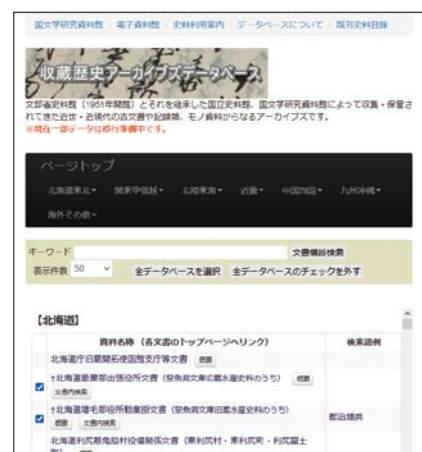 国文学研究資料館 / 電子資料館 / 史料利用案内 / データベースについて / 既刊史料目録 /
収蔵歴史アーカイブズデータベース
文部省史料館（1951年開館）とそれを継承した国立史料館、国文学研究資料館によって収集・保管さ
れてきた近世・近現代の古文書や記録類、モノ資料からなるアーカイブズです。
※現在一部データは移行準備中です。
ページトップ
北海道東北▾ 関東甲信越▾ 北陸東海▾ 近畿▾ 中国四国▾ 九州沖縄▾
海外その他▾
キーワード 文書横断検索
表示件数 50 全データベースを選択 全データベースのチェックを外す
【北海道】
資料名称 （各文書のトップページへリンク） 検索語例
北海道庁旧蔵開拓使函館支庁等文書 概要
↑北海道歌棄郡出張役所文書（祭魚洞文庫旧蔵水産史料のうち） 概要
文書内検索
↑北海道増毛郡役所勧業掛文書（祭魚洞文庫旧蔵水産史料のうち） 郡治類典
概要 文書内検索
北海道利尻郡鬼脇村役場関係文書（東利尻村・東利尻町・利尻富士
町） 概要